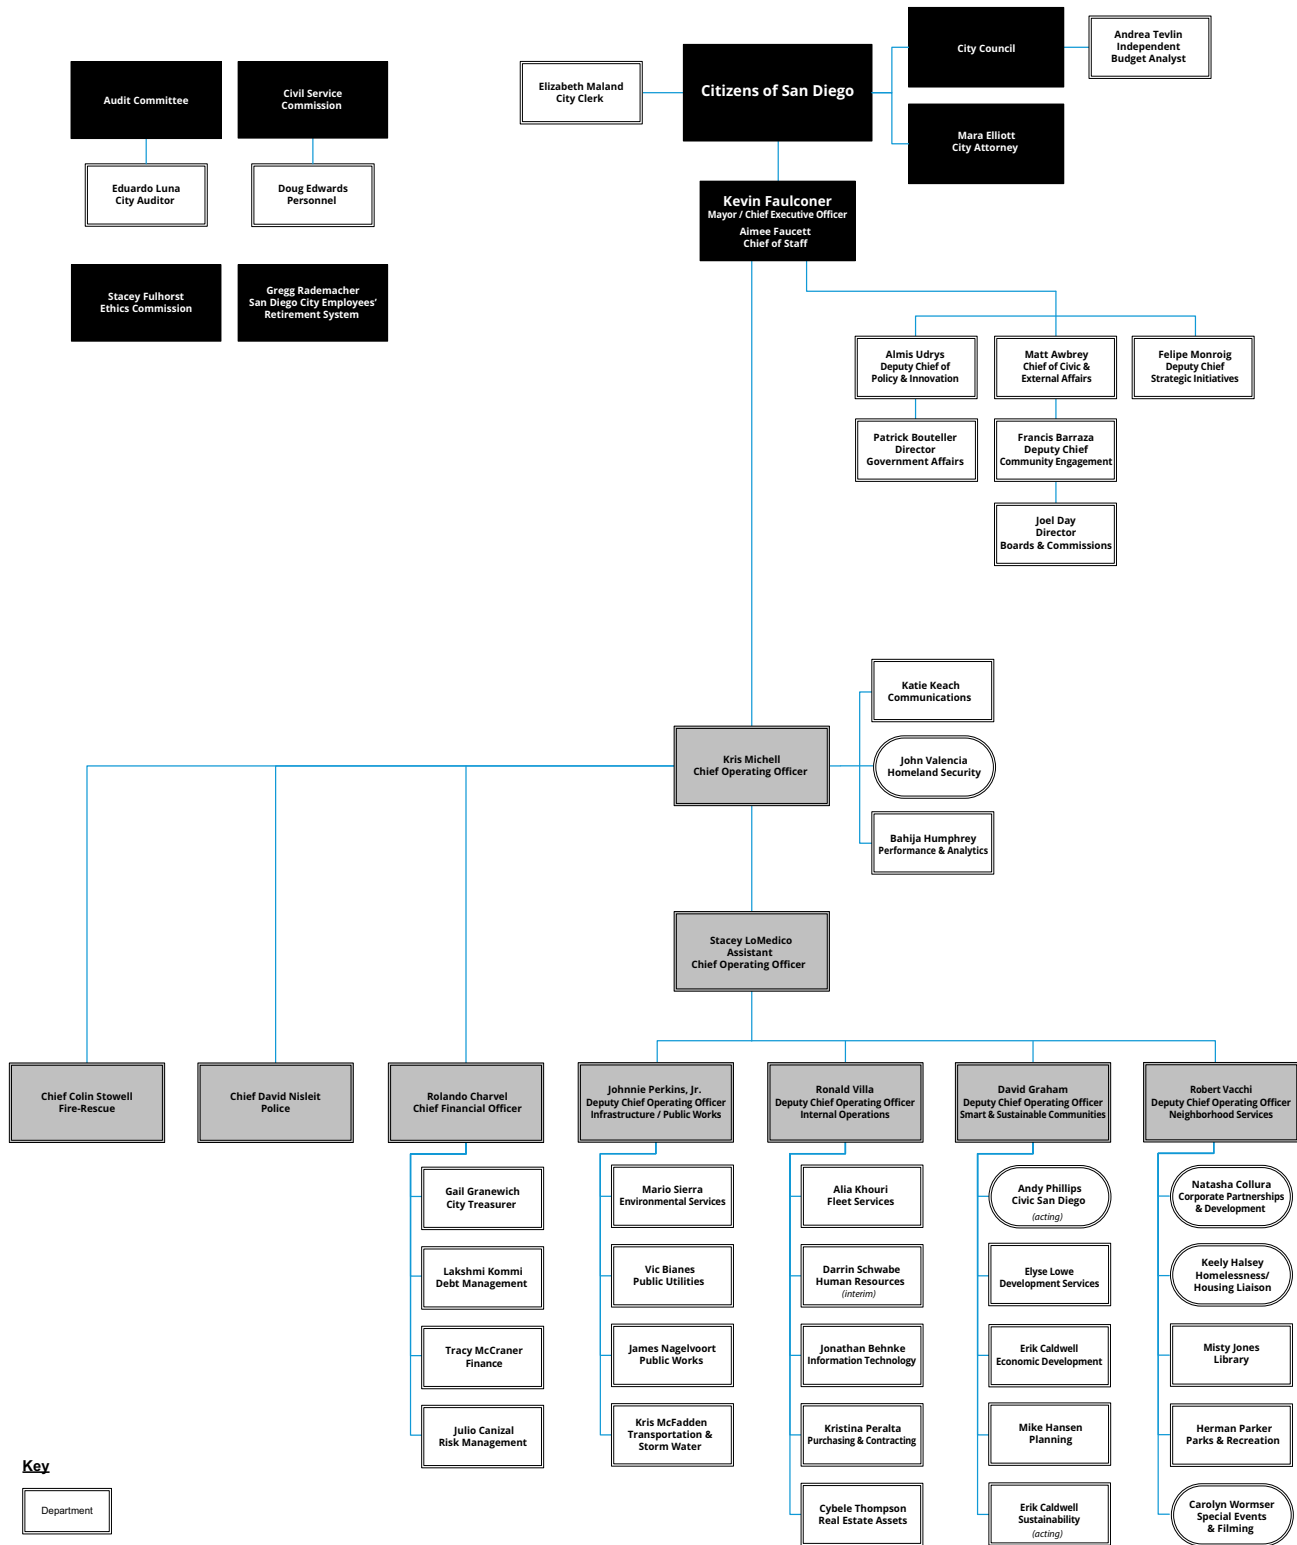 Audit Committee
Civil Service
Commission
Eduardo Luna
City Auditor
Doug Edwards
Personnel
Stacey Fulhorst
Ethics Commission
Gregg Rademacher
San Diego City Employees’
Retirement System
Elizabeth Maland
City Clerk
Citizens of San Diego
City Council
Andrea Tevlin
Independent
Budget Analyst
Mara Elliott
City Attorney
Kevin Faulconer
Mayor / Chief Executive Officer
Aimee Faucett
Chief of Staff
Almis Udrys
Deputy Chief of
Policy & Innovation
Matt Awbrey
Chief of Civic &
External Affairs
Felipe Monroig
Deputy Chief
Strategic Initiatives
Patrick Bouteller
Director
Government Affairs
Francis Barraza
Deputy Chief
Community Engagement
Joel Day
Director
Boards & Commissions
Katie Keach
Communications
Kris Michell
Chief Operating Officer
John Valencia
Homeland Security
Bahija Humphrey
Performance & Analytics
Stacey LoMedico
Assistant
Chief Operating Officer
Chief Colin Stowell
Fire-Rescue
Chief David Nisleit
Police
Rolando Charvel
Chief Financial Officer
Johnnie Perkins, Jr.
Deputy Chief Operating Officer
Infrastructure / Public Works
Ronald Villa
Deputy Chief Operating Officer
Internal Operations
David Graham
Deputy Chief Operating Officer
Smart & Sustainable Communities
Robert Vacchi
Deputy Chief Operating Officer
Neighborhood Services
Gail Granewich
City Treasurer
Lakshmi Kommi
Debt Management
Tracy McCraner
Finance
Julio Canizal
Risk Management
Mario Sierra
Environmental Services
Vic Bianes
Public Utilities
James Nagelvoort
Public Works
Kris McFadden
Transportation &
Storm Water
Alia Khouri
Fleet Services
Darrin Schwabe
Human Resources
(interim)
Jonathan Behnke
Information Technology
Kristina Peralta
Purchasing & Contracting
Cybele Thompson
Real Estate Assets
Andy Phillips
Civic San Diego
(acting)
Elyse Lowe
Development Services
Erik Caldwell
Economic Development
Mike Hansen
Planning
Erik Caldwell
Sustainability
(acting)
Natasha Collura
Corporate Partnerships
& Development
Keely Halsey
Homelessness/
Housing Liaison
Misty Jones
Library
Herman Parker
Parks & Recreation
Carolyn Wormser
Special Events
& Filming
Key
Department